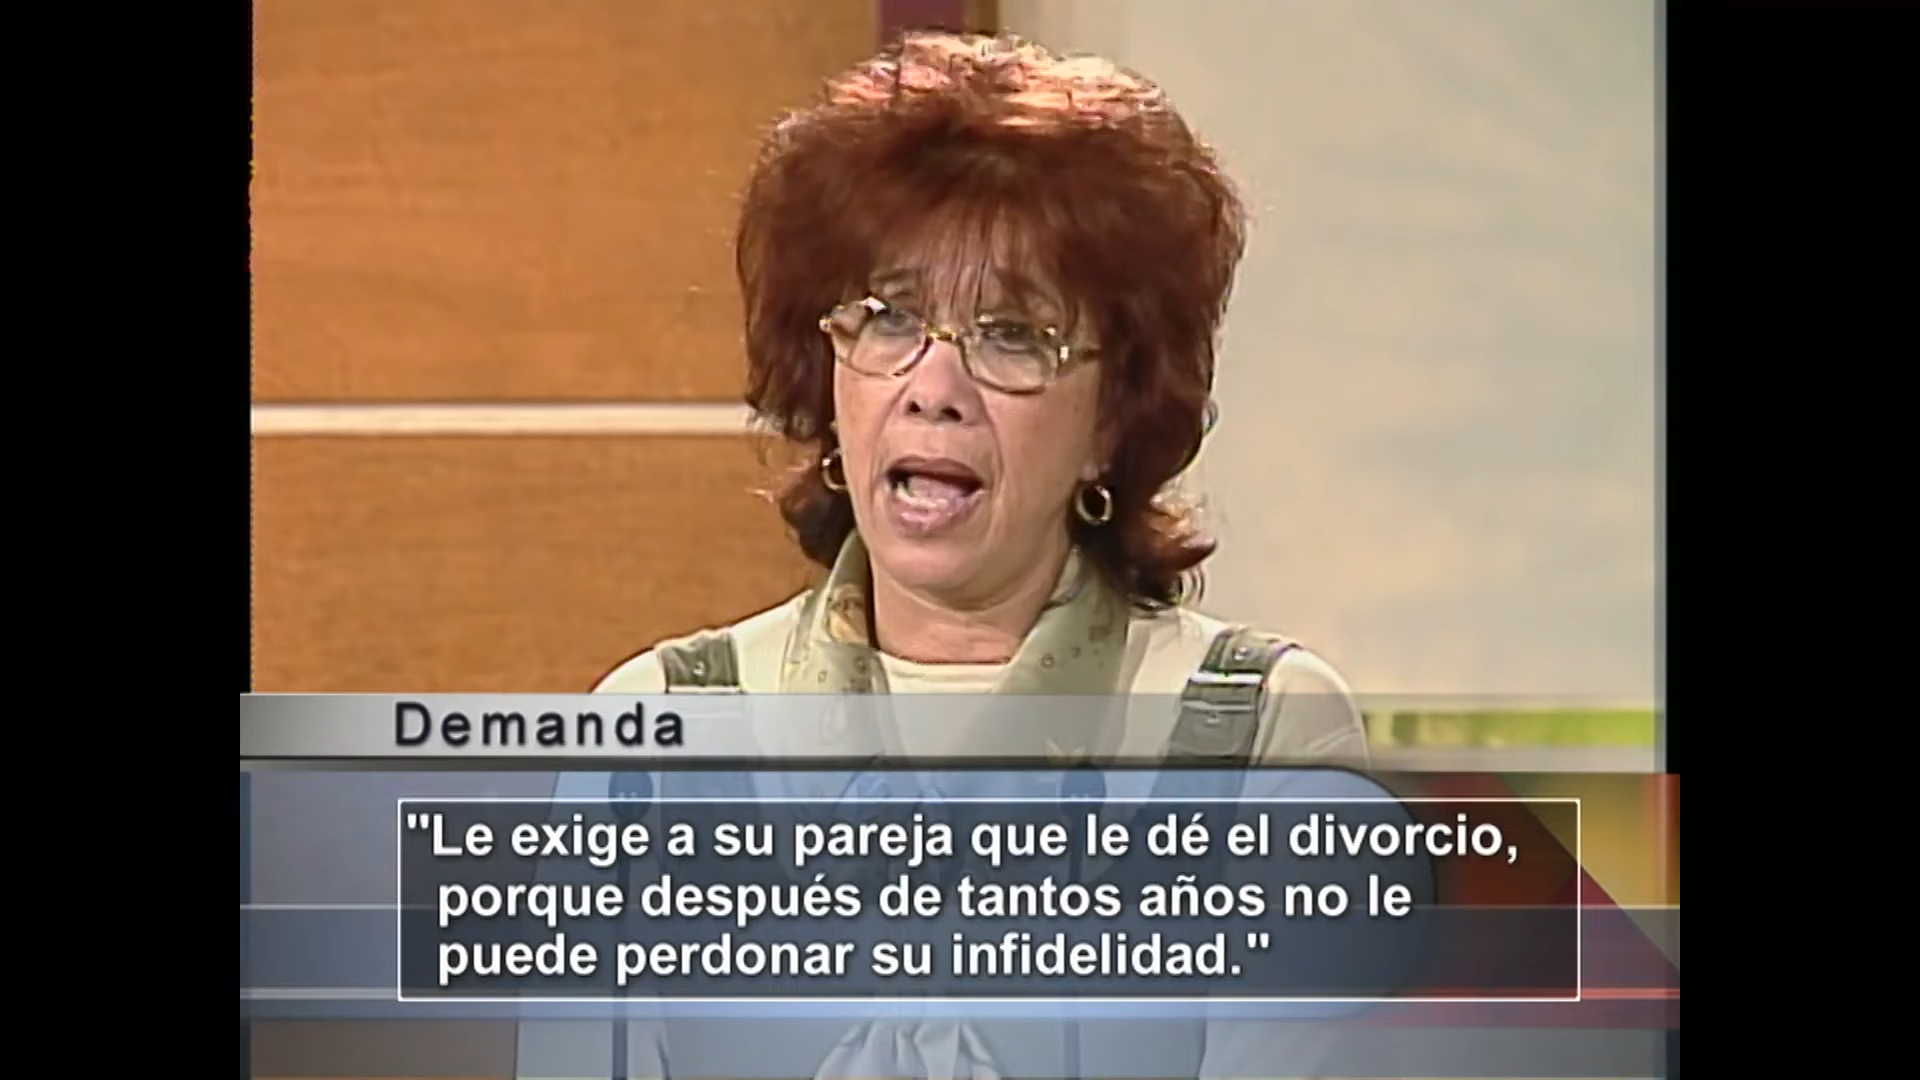 Demanda
"Le exige a su pareja que le dé el divorcio,
porque después de tantos años no le
puede perdonar su infidelidad."